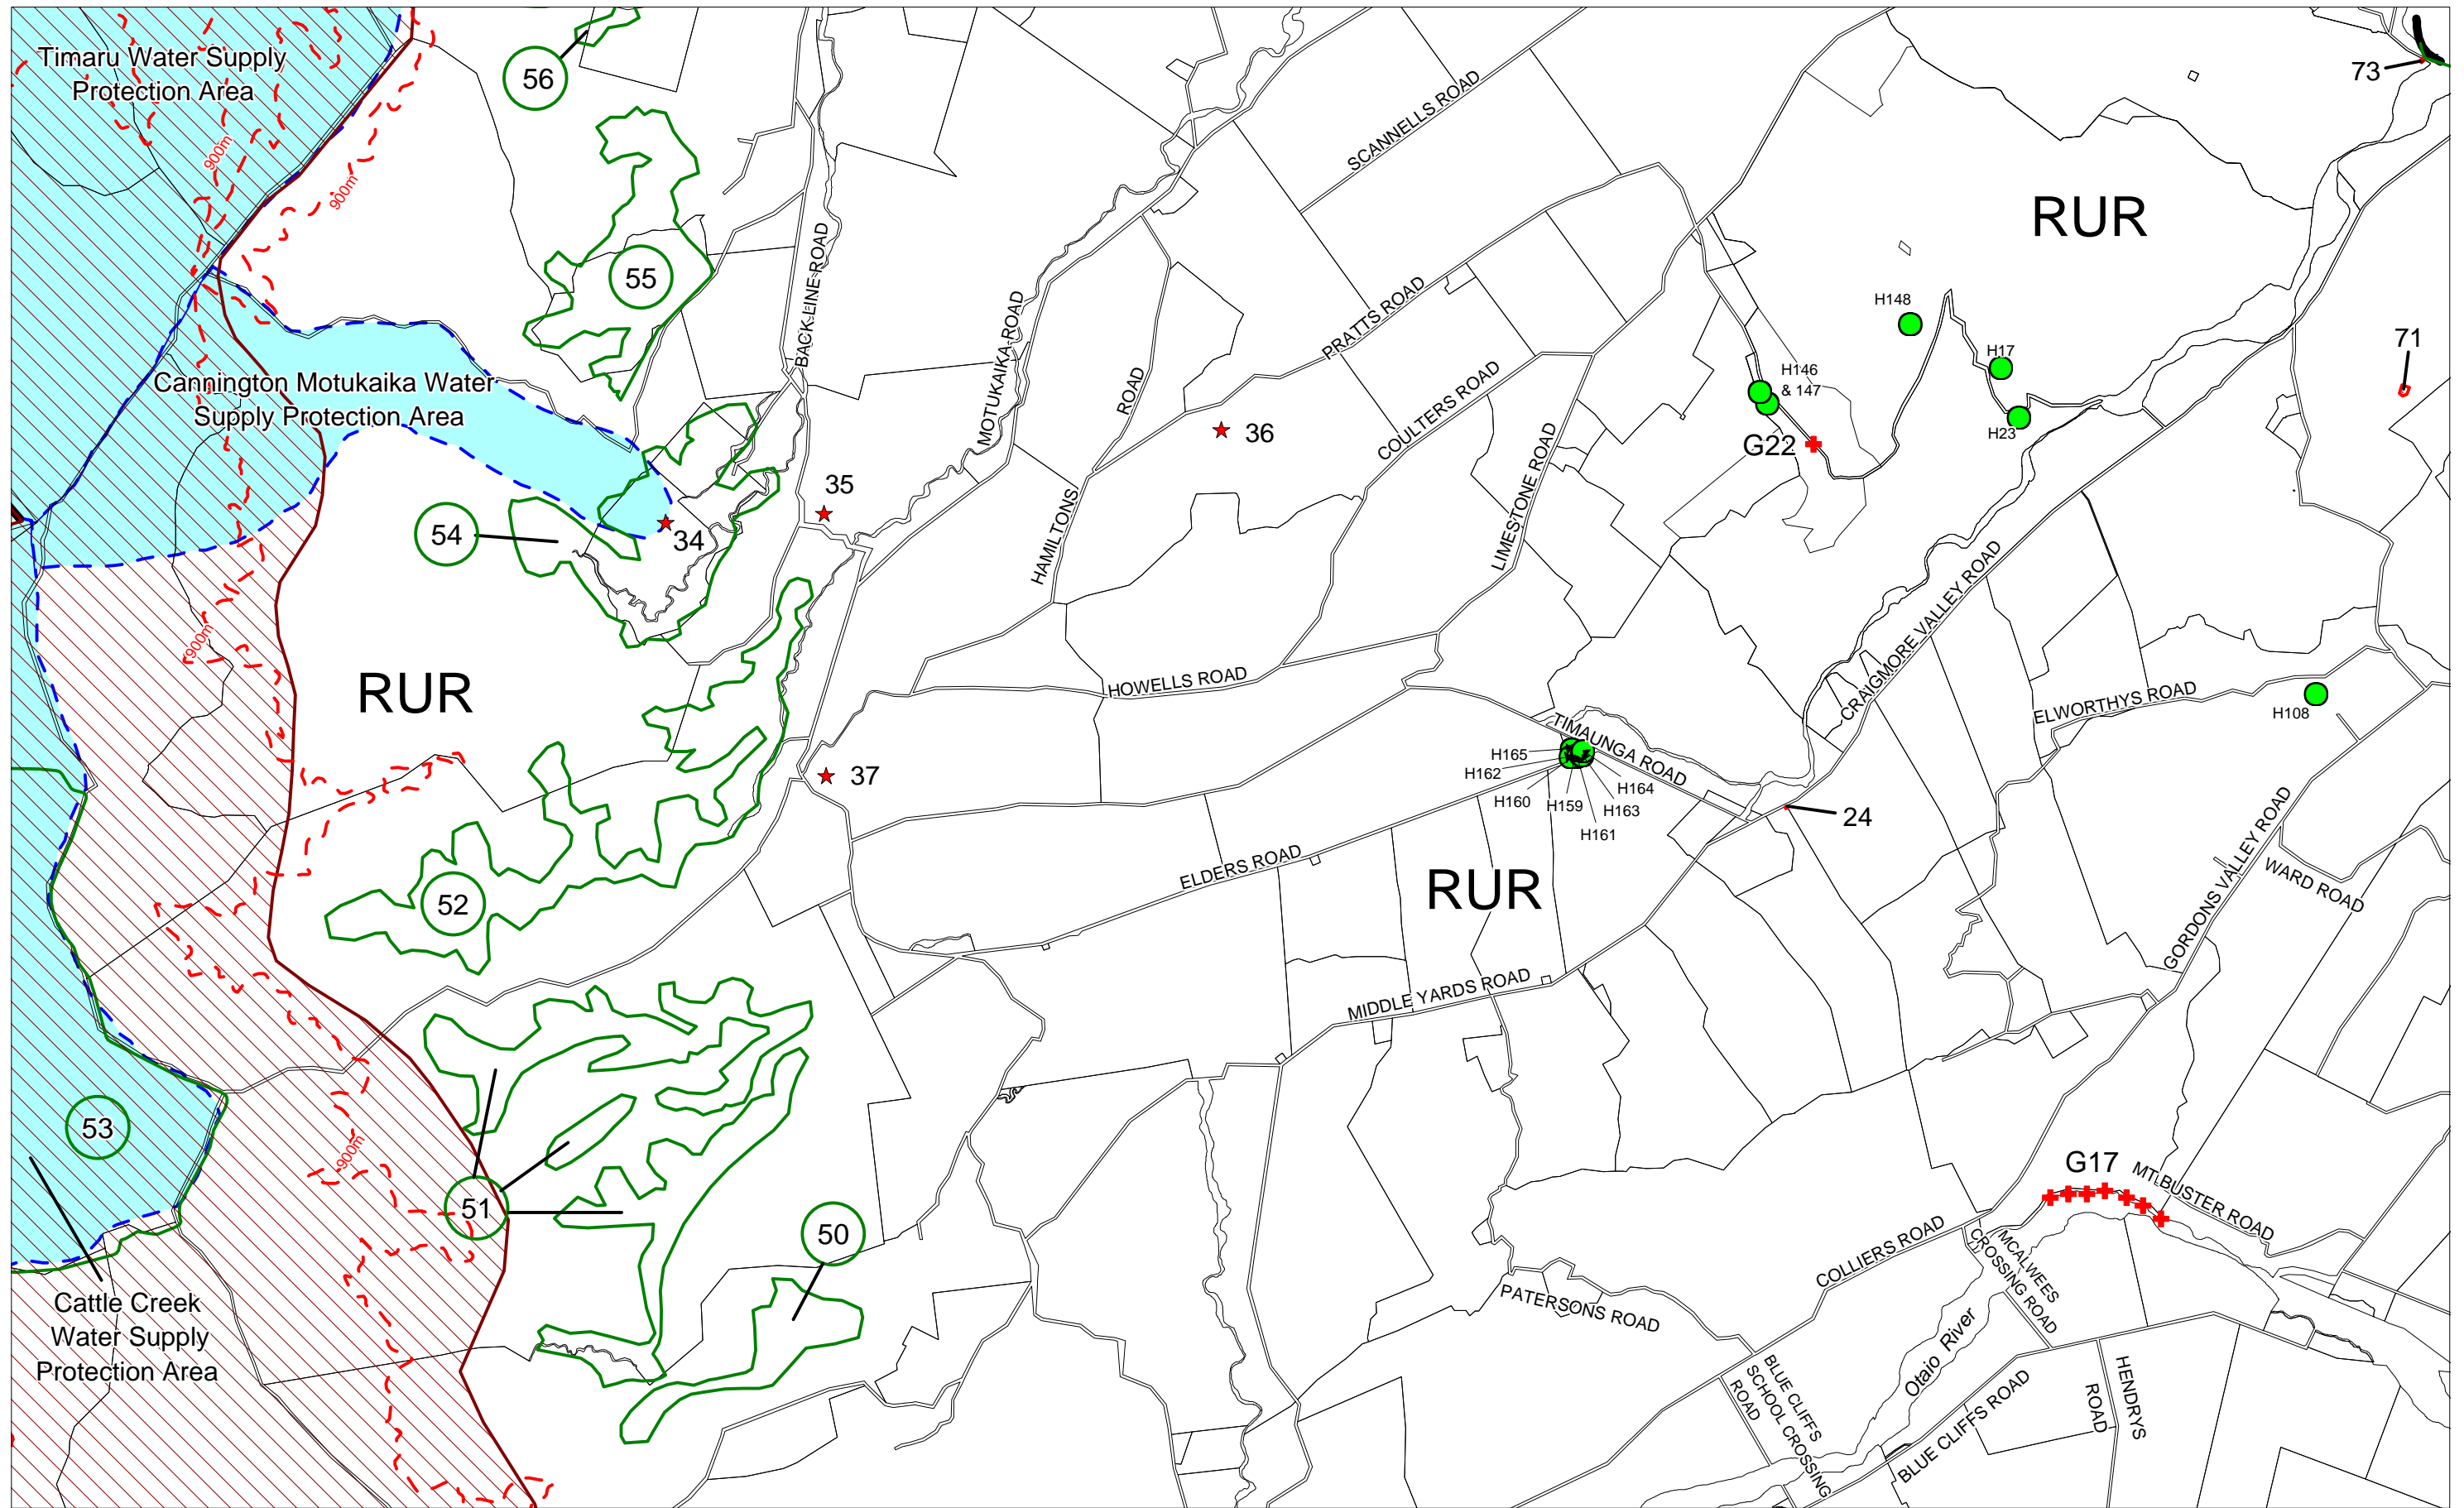 Timaru Water Supply
Protection Area
56
73
SCANNELLS ROAD
900m
900m
RUR
55
BACK LINE ROAD
MOTUKAIKA ROAD
PRATTS ROAD
H148
H17
71
H146
& 147
Cannington Motukaika Water
Supply Protection Area
HAMILTONS
ROAD
COULTERS ROAD
36
H23
G22
LIMESTONE ROAD
35
54
34
CRAIGMORE VALLEY ROAD
900m
RUR
HOWELLS ROAD
ELWORTHYS ROAD
H108
TIMAUNGA ROAD
H165
H162
H160
H159
H164
H163
H161
37
24
GORDONS VALLEY ROAD
WARD ROAD
ELDERS ROAD
RUR
52
MIDDLE YARDS ROAD
53
900m
G17
MT BUSTER ROAD
51
50
COLLIERS ROAD
MCALWEES
CROSSING ROAD
Cattle Creek
Water Supply
Protection Area
PATERSONS ROAD
Otaio River
BLUE CLIFFS
SCHOOL CROSSING
ROAD
BLUE CLIFFS ROAD
HENDRYS
ROAD